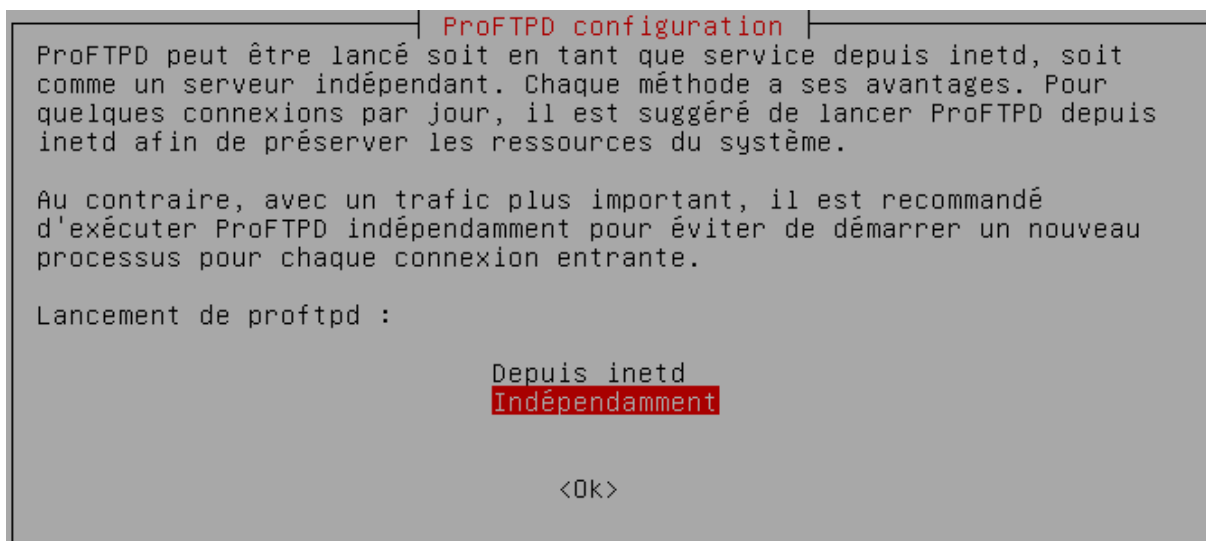 ProFTPD configuration
ProFTPD peut être lancé soit en tant que service depuis inetd, soit
comme un serveur indépendant. Chaque méthode a ses avantages. Pour
quelques connexions par jour, il est suggéré de lancer ProFTPD depuis
inetd afin de préserver les ressources du système.
Au contraire, avec un trafic plus important, il est recommandé
d'exécuter ProFTPD indépendamment pour éviter de démarrer un nouveau
processus pour chaque connexion entrante.
Lancement de proftpd :
Depuis inetd
Indépendamment
<Ok>